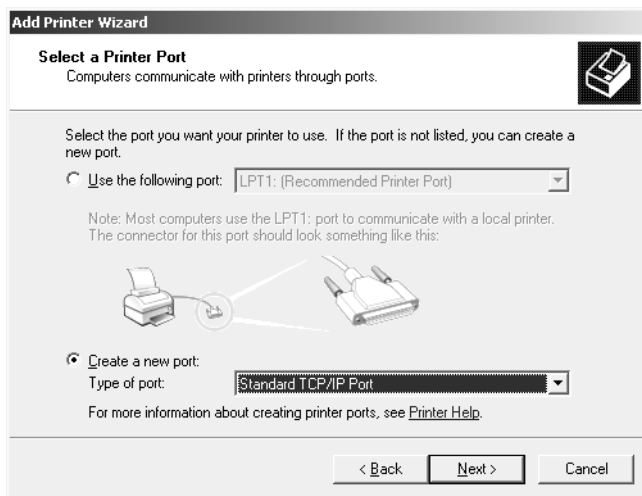 Add Printer Wizard
Select a Printer Port
Computers communicate with printers through ports.
Select the port you want your printer to use. If the port is not listed, you can create a
new port.
Use the following port: LPT1: (Recommended Printer Port)
Note: Most computers use the LPT1: port to communicate with a local printer.
The connector for this port should look something like this:
Create a new port:
Type of port: Standard TCP/IP Port
For more information about creating printer ports, see Printer Help.
< Back Next > Cancel